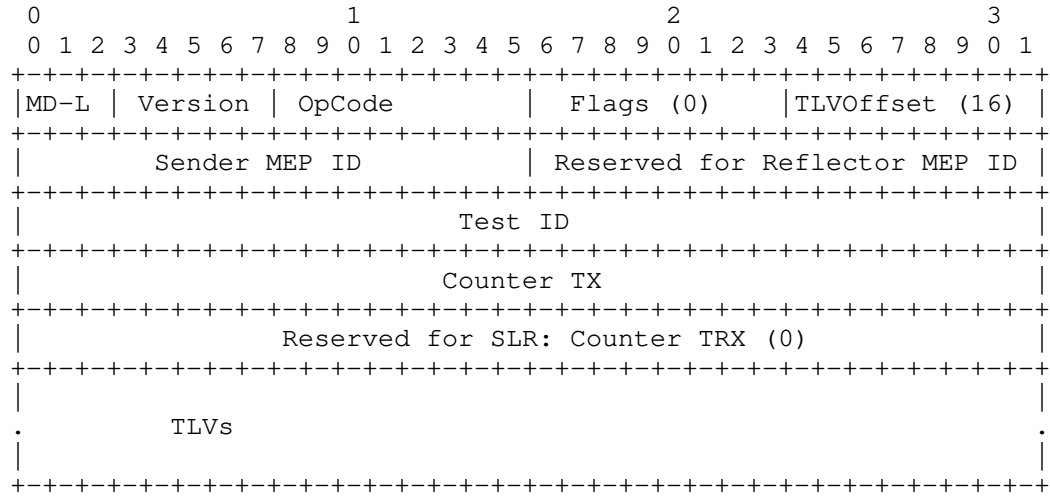 0                   1                   2                   3
0 1 2 3 4 5 6 7 8 9 0 1 2 3 4 5 6 7 8 9 0 1 2 3 4 5 6 7 8 9 0 1
+-+-+-+-+-+-+-+-+-+-+-+-+-+-+-+-+-+-+-+-+-+-+-+-+-+-+-+-+-+-+-+-+
|MD-L | Version | OpCode        |  Flags (0)    |TLVOffset (16) |
+-+-+-+-+-+-+-+-+-+-+-+-+-+-+-+-+-+-+-+-+-+-+-+-+-+-+-+-+-+-+-+-+
|        Sender MEP ID          | Reserved for Reflector MEP ID |
+-+-+-+-+-+-+-+-+-+-+-+-+-+-+-+-+-+-+-+-+-+-+-+-+-+-+-+-+-+-+-+-+
|                           Test ID                             |
+-+-+-+-+-+-+-+-+-+-+-+-+-+-+-+-+-+-+-+-+-+-+-+-+-+-+-+-+-+-+-+-+
|                          Counter TX                           |
+-+-+-+-+-+-+-+-+-+-+-+-+-+-+-+-+-+-+-+-+-+-+-+-+-+-+-+-+-+-+-+-+
|                Reserved for SLR: Counter TRX (0)              |
+-+-+-+-+-+-+-+-+-+-+-+-+-+-+-+-+-+-+-+-+-+-+-+-+-+-+-+-+-+-+-+-+
|                                                               |
.         TLVs                                                  .
|                                                               |
+-+-+-+-+-+-+-+-+-+-+-+-+-+-+-+-+-+-+-+-+-+-+-+-+-+-+-+-+-+-+-+-+